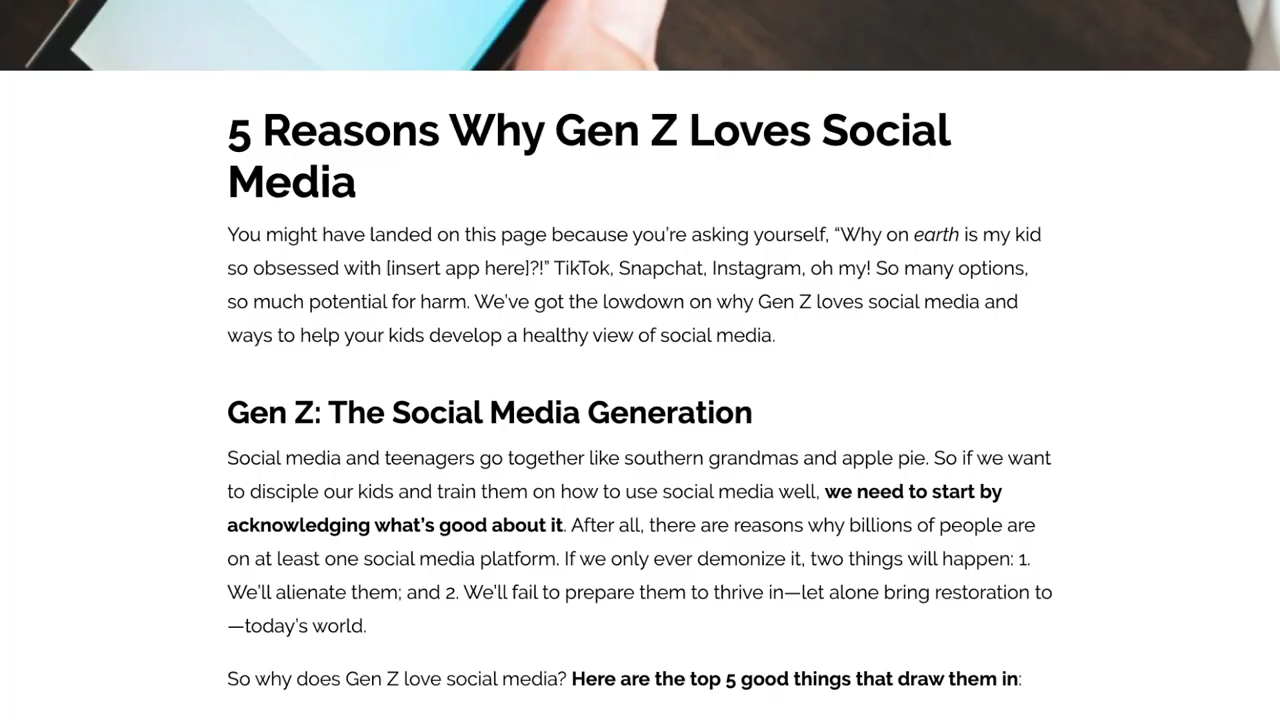 5 Reasons Why Gen Z Loves Social
Media
You might have landed on this page because you’re asking yourself, “Why on earth is my kid
so obsessed with [insert app here]?!” TikTok, Snapchat, Instagram, oh my! So many options,
so much potential for harm. We’ve got the lowdown on why Gen Z loves social media and
ways to help your kids develop a healthy view of social media.
Gen Z: The Social Media Generation
Social media and teenagers go together like southern grandmas and apple pie. So if we want
to disciple our kids and train them on how to use social media well, we need to start by
acknowledging what’s good about it. After all, there are reasons why billions of people are
on at least one social media platform. If we only ever demonize it, two things will happen: 1.
We’ll alienate them; and 2. We’ll fail to prepare them to thrive in—let alone bring restoration to
—today’s world.
So why does Gen Z love social media? Here are the top 5 good things that draw them in: